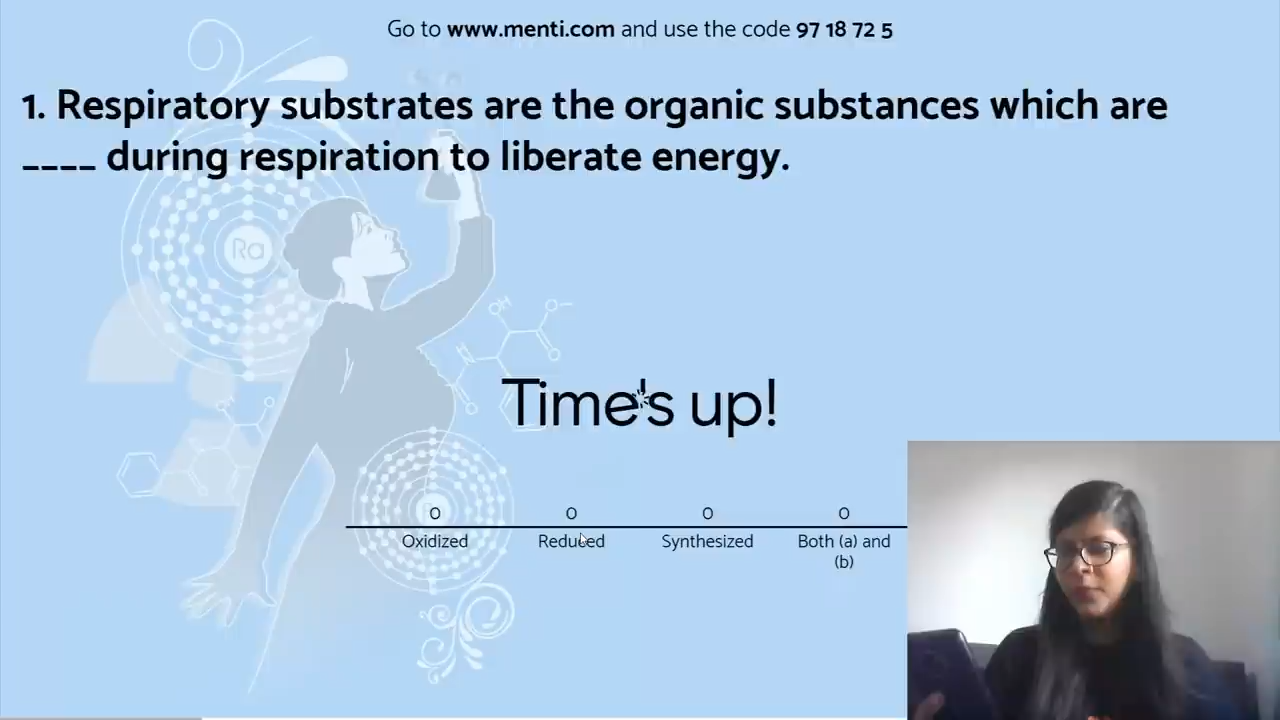 Go to www.menti.com and use the code 97 18 72 5
1. Respiratory substrates are the organic substances which are
____ during respiration to liberate energy.
Ra
OH
O
O
N
Time's up!
0 0 0 0
Oxidized Reduced Synthesized Both (a) and
(b)